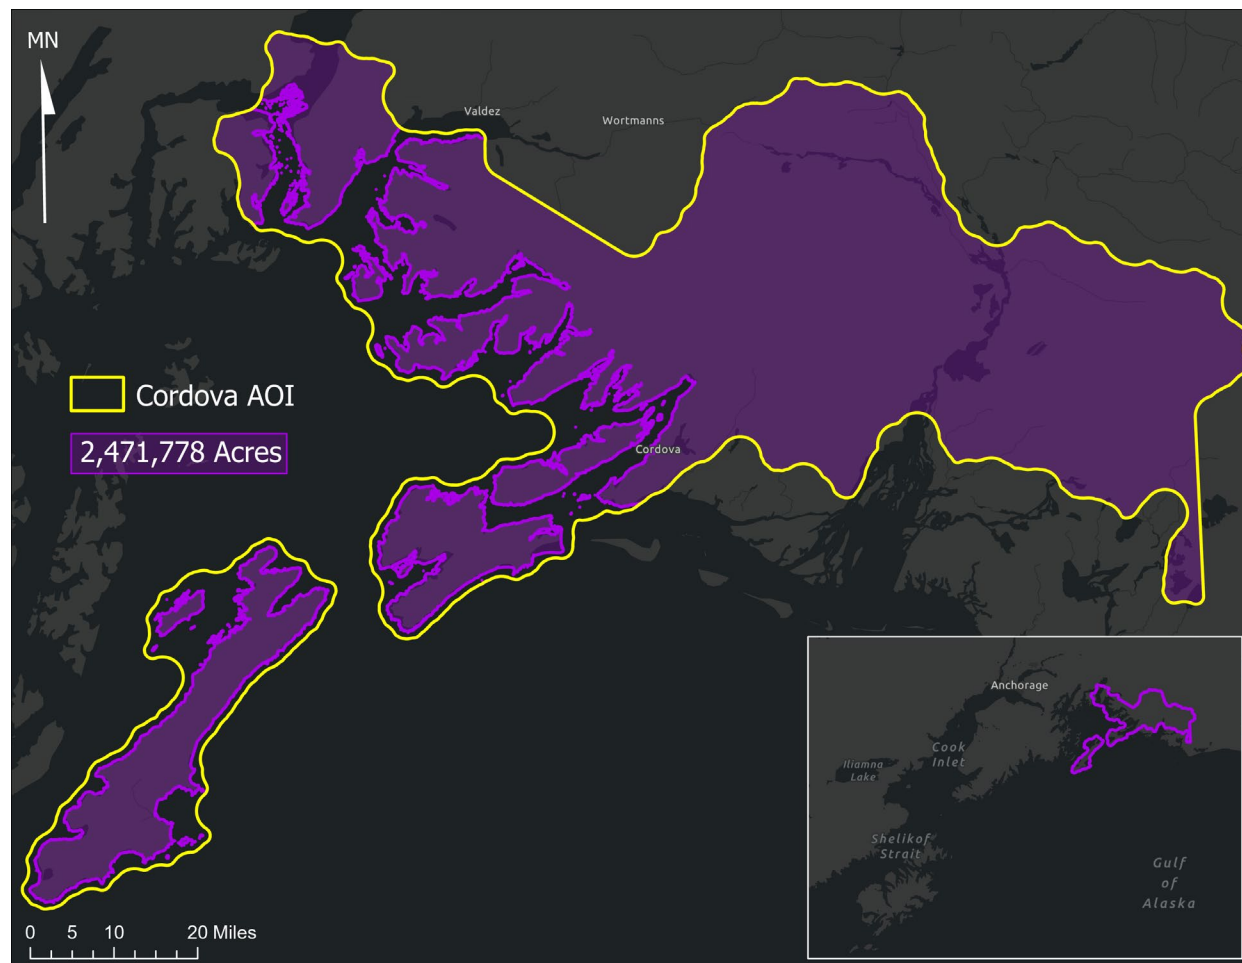 MN
Valdez
Wortmanns
Cordova AOI
2,471,778 Acres
Cordova
0 5 10 20 Miles
Anchorage
Cook
Inlet
Iliamna
Lake
Shelikof
Strait
Gulf
of
Alaska